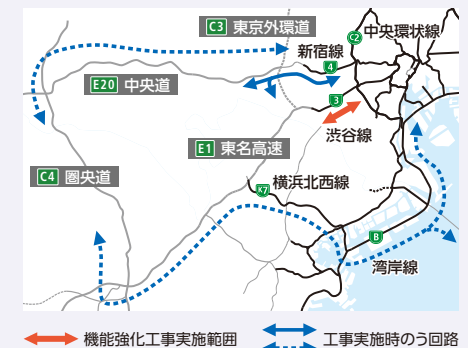 C3 東京外環道
中央環状線
C2
新宿線
4
E20 中央道
3
渋谷線
E1 東名高速
C4 圏央道
K7 横浜北西線
B
湾岸線
機能強化工事実施範囲
工事実施時のう回路